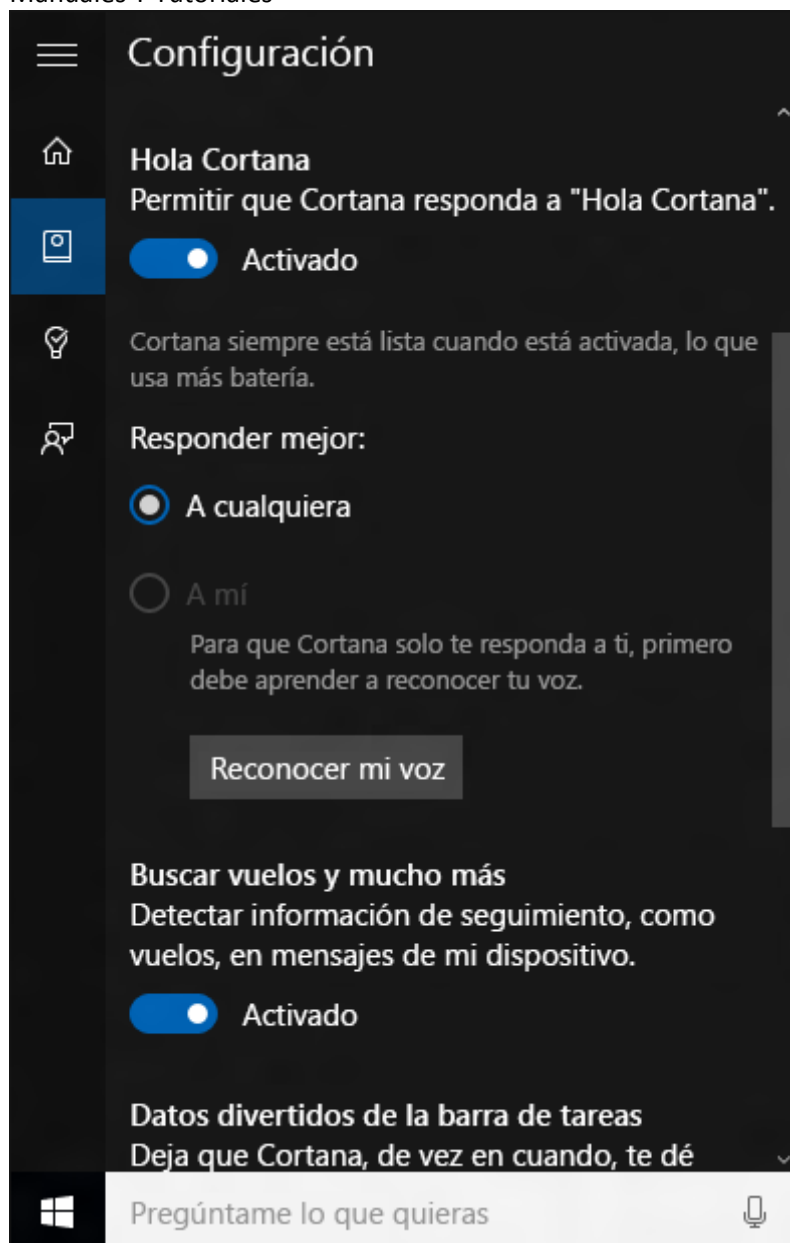 Configuración
Hola Cortana
Permitir que Cortana responda a "Hola Cortana".
Activado
Cortana siempre está lista cuando está activada, lo que
usa más batería.
Responder mejor:
A cualquiera
A mí
Para que Cortana solo te responda a ti, primero
debe aprender a reconocer tu voz.
Reconocer mi voz
Buscar vuelos y mucho más
Detectar información de seguimiento, como
vuelos, en mensajes de mi dispositivo.
Activado
Datos divertidos de la barra de tareas
Deja que Cortana, de vez en cuando, te dé
Pregúntame lo que quieras